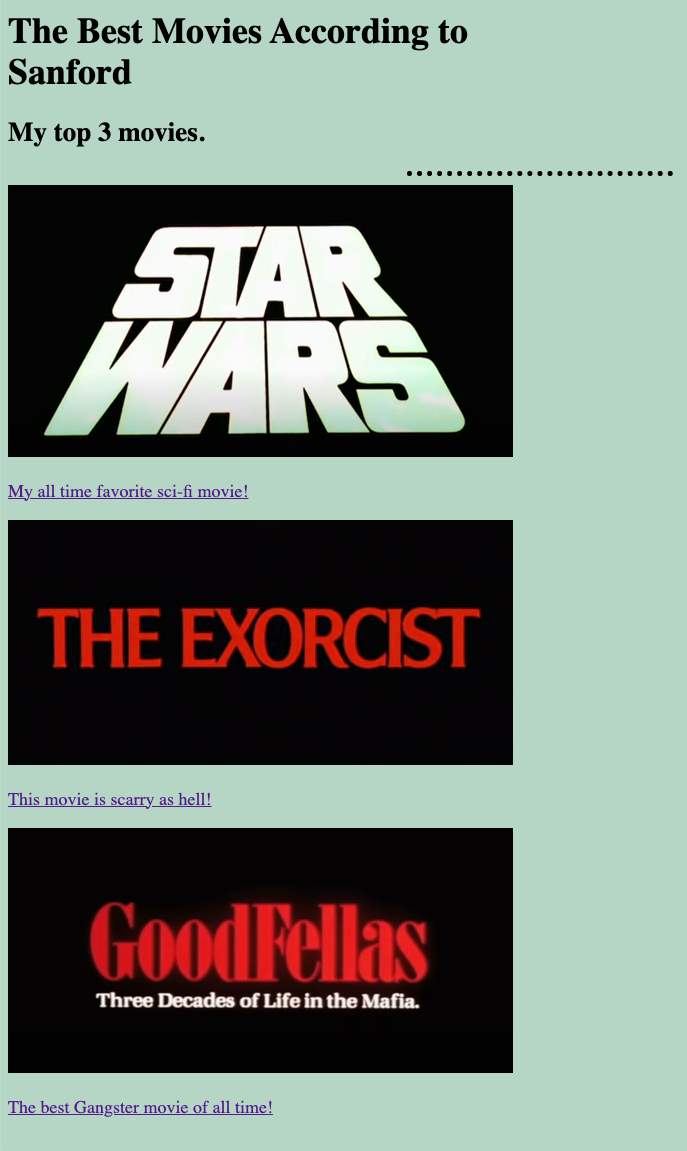 The Best Movies According to
Sanford
My top 3 movies.
STAR
WARS
My all time favorite sci-fi movie!
THE EXORCIST
This movie is scarry as hell!
GoodFellas
Three Decades of Life in the Mafia.
The best Gangster movie of all time!